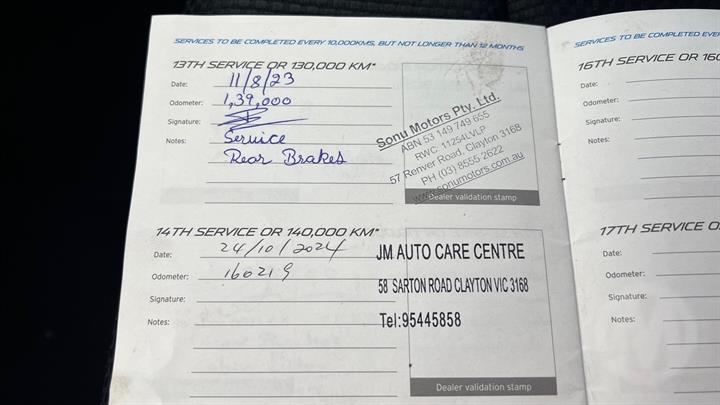 SERVICES TO BE COMPLETED EVERY 10,000KMS, BUT NOT LONGER THAN 12 MONTHS
13TH SERVICE OR 130,000 KM*
Date: 11/8/23
Odometer: 1,39,000
Signature:
Notes: Service
Rear Brakes
Sonu Motors Pty. Ltd.
ABN 53 149 749 655
RWC: 11254LVLP
57 Renver Road, Clayton 3168
PH (03) 8555 2622
www.sonumotors.com.au
Dealer validation stamp
14TH SERVICE OR 140,000 KM*
Date: 24/10/2024
Odometer: 160219
Signature:
Notes:
JM AUTO CARE CENTRE
58 SARTON ROAD CLAYTON VIC 3168
Tel:95445858
Dealer validation stamp
SERVICES TO BE COMPLETED EVE
16TH SERVICE OR 160
Date:
Odometer:
Signature:
Notes:
17TH SERVICE O
Date:
Odometer:
Signature:
Notes: